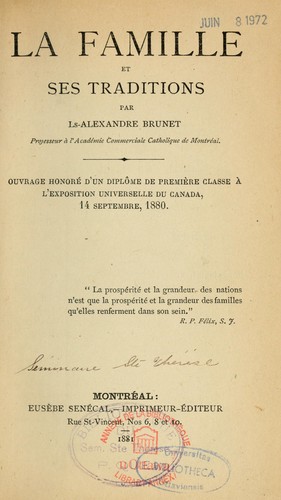 JUIN 8 1972
LA FAMILLE
ET
SES TRADITIONS
PAR
LS-ALEXANDRE BRUNET
Professeur à l'Académie Commerciale Catholique de Montréal.
OUVRAGE HONORÉ D'UN DIPLÔME DE PREMIÈRE CLASSE À
L'EXPOSITION UNIVERSELLE DU CANADA,
14 SEPTEMBRE, 1880.
" La prospérité et la grandeur des nations
n'est que la prospérité et la grandeur des familles
qu'elles renferment dans son sein."
R. P. Félix, S. J.
Séminaire Ste Thérèse
MONTRÉAL :
EUSÈBE SENÉCAL, IMPRIMEUR-ÉDITEUR
Rue St-Vincent, Nos 6, 8 et 10.
1881
Universitas
BIBLIOTHECA